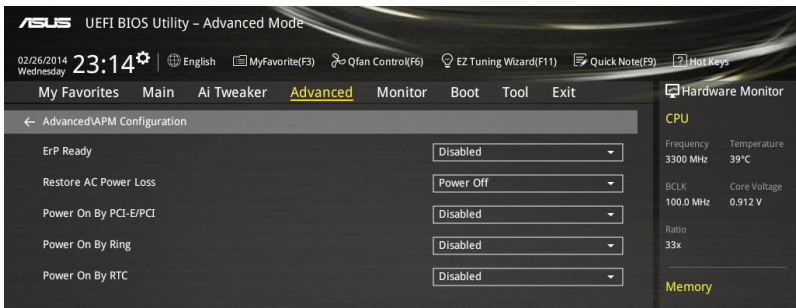 ASUS UEFI BIOS Utility – Advanced Mode
02/26/2014
Wednesday
23:14
English MyFavorite(F3) Qfan Control(F6) EZ Tuning Wizard(F11) Quick Note(F9) ? Hot Keys
My Favorites Main Ai Tweaker Advanced Monitor Boot Tool Exit
Hardware Monitor
← Advanced\APM Configuration
ErP Ready Disabled
Restore AC Power Loss Power Off
Power On By PCI-E/PCI Disabled
Power On By Ring Disabled
Power On By RTC Disabled
CPU
Frequency Temperature
3300 MHz 39°C
BCLK Core Voltage
100.0 MHz 0.912 V
Ratio
33x
Memory